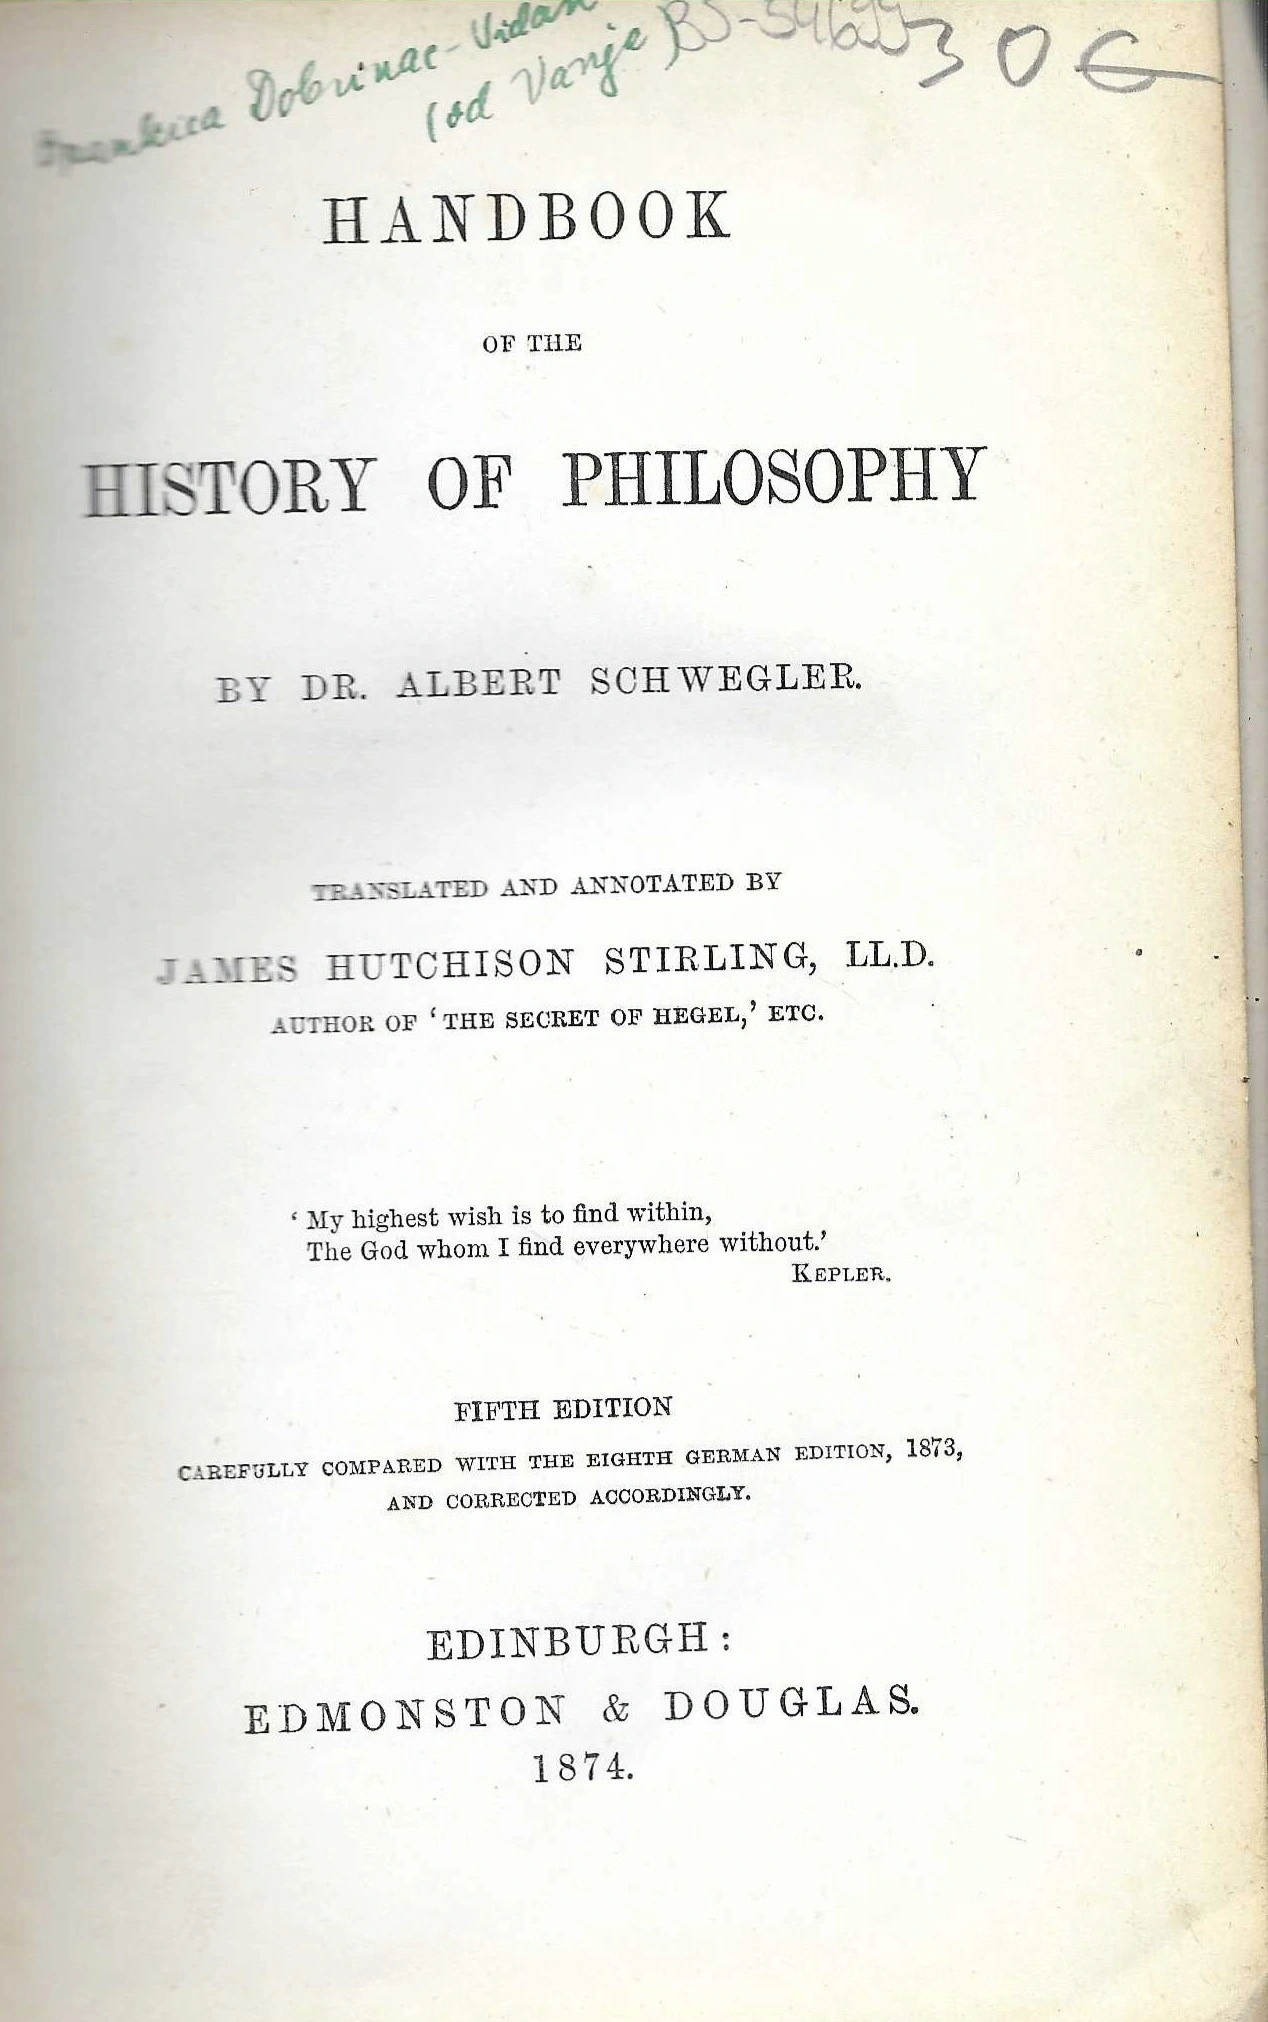 Dobrinac-Vidan
(od Vanje)
30 €
HANDBOOK
OF THE
HISTORY OF PHILOSOPHY
BY DR. ALBERT SCHWEGLER.
TRANSLATED AND ANNOTATED BY
JAMES HUTCHISON STIRLING, LL.D.
AUTHOR OF ‘THE SECRET OF HEGEL,’ ETC.
‘My highest wish is to find within,
The God whom I find everywhere without.’
KEPLER.
FIFTH EDITION
CAREFULLY COMPARED WITH THE EIGHTH GERMAN EDITION, 1873,
AND CORRECTED ACCORDINGLY.
EDINBURGH:
EDMONSTON & DOUGLAS.
1874.